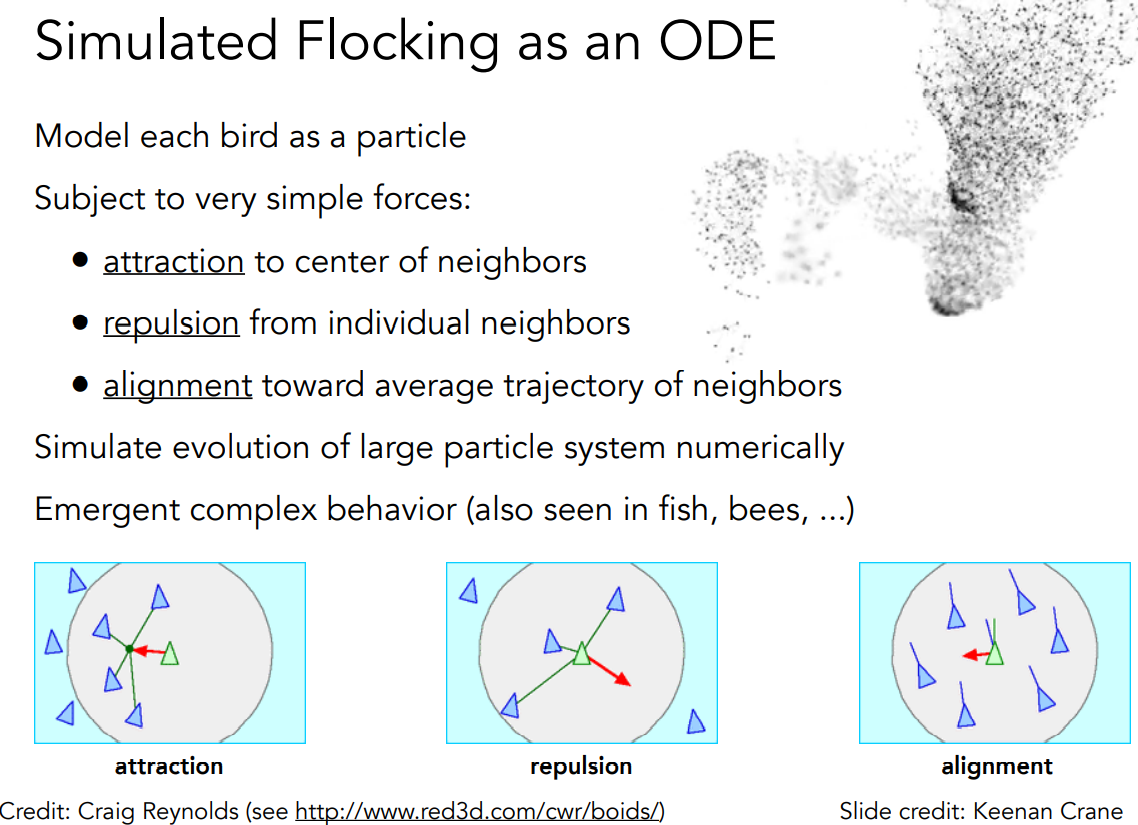 Simulated Flocking as an ODE
Model each bird as a particle
Subject to very simple forces:
• attraction to center of neighbors
• repulsion from individual neighbors
• alignment toward average trajectory of neighbors
Simulate evolution of large particle system numerically
Emergent complex behavior (also seen in fish, bees, ...)
attraction
repulsion
alignment
Credit: Craig Reynolds (see http://www.red3d.com/cwr/boids/)
Slide credit: Keenan Crane